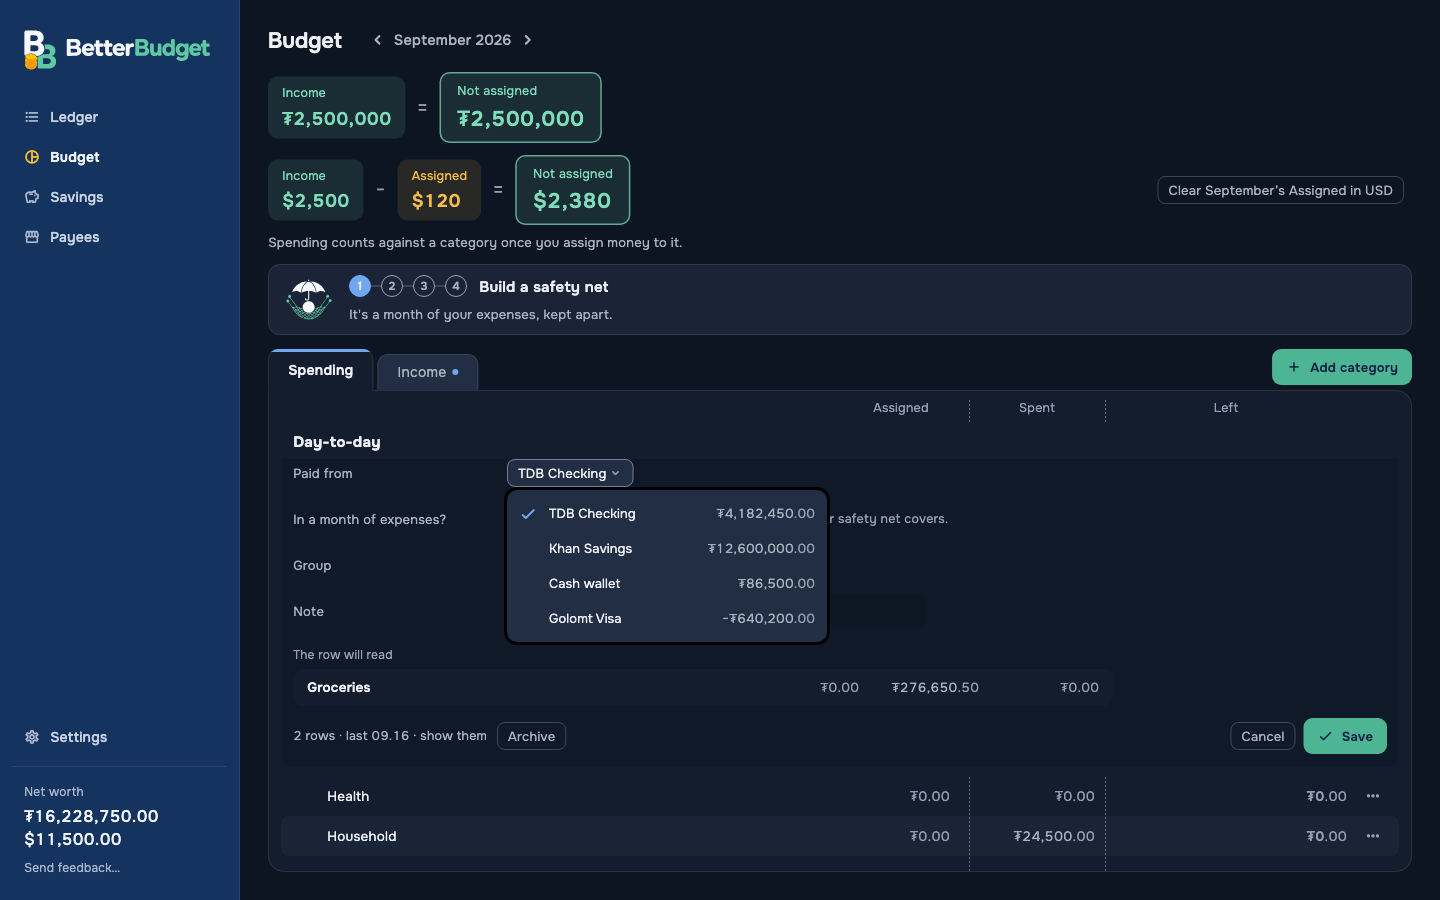 BetterBudget
Ledger
Budget
Savings
Payees
Settings
Net worth
₮16,228,750.00
$11,500.00
Send feedback...
Budget
September 2026
Income
₮2,500,000
=
Not assigned
₮2,500,000
Income
$2,500
-
Assigned
$120
=
Not assigned
$2,380
Clear September's Assigned in USD
Spending counts against a category once you assign money to it.
1 2 3 4 Build a safety net
It's a month of your expenses, kept apart.
Spending
Income
+ Add category
Assigned Spent Left
Day-to-day
Paid from TDB Checking
TDB Checking ₮4,182,450.00
Khan Savings ₮12,600,000.00
Cash wallet ₮86,500.00
Golomt Visa -₮640,200.00
In a month of expenses? r safety net covers.
Group
Note
The row will read
Groceries ₮0.00 ₮276,650.50 ₮0.00
2 rows · last 09.16 · show them Archive Cancel Save
Health ₮0.00 ₮0.00 ₮0.00
Household ₮0.00 ₮24,500.00 ₮0.00